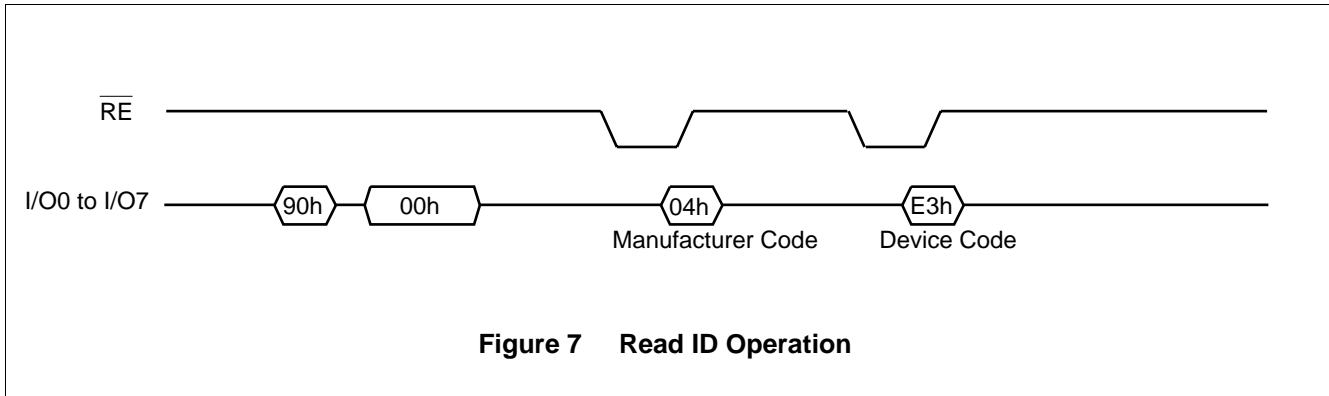 RE
I/O0 to I/O7 90h 00h 04h E3h
Manufacturer Code Device Code
Figure 7 Read ID Operation